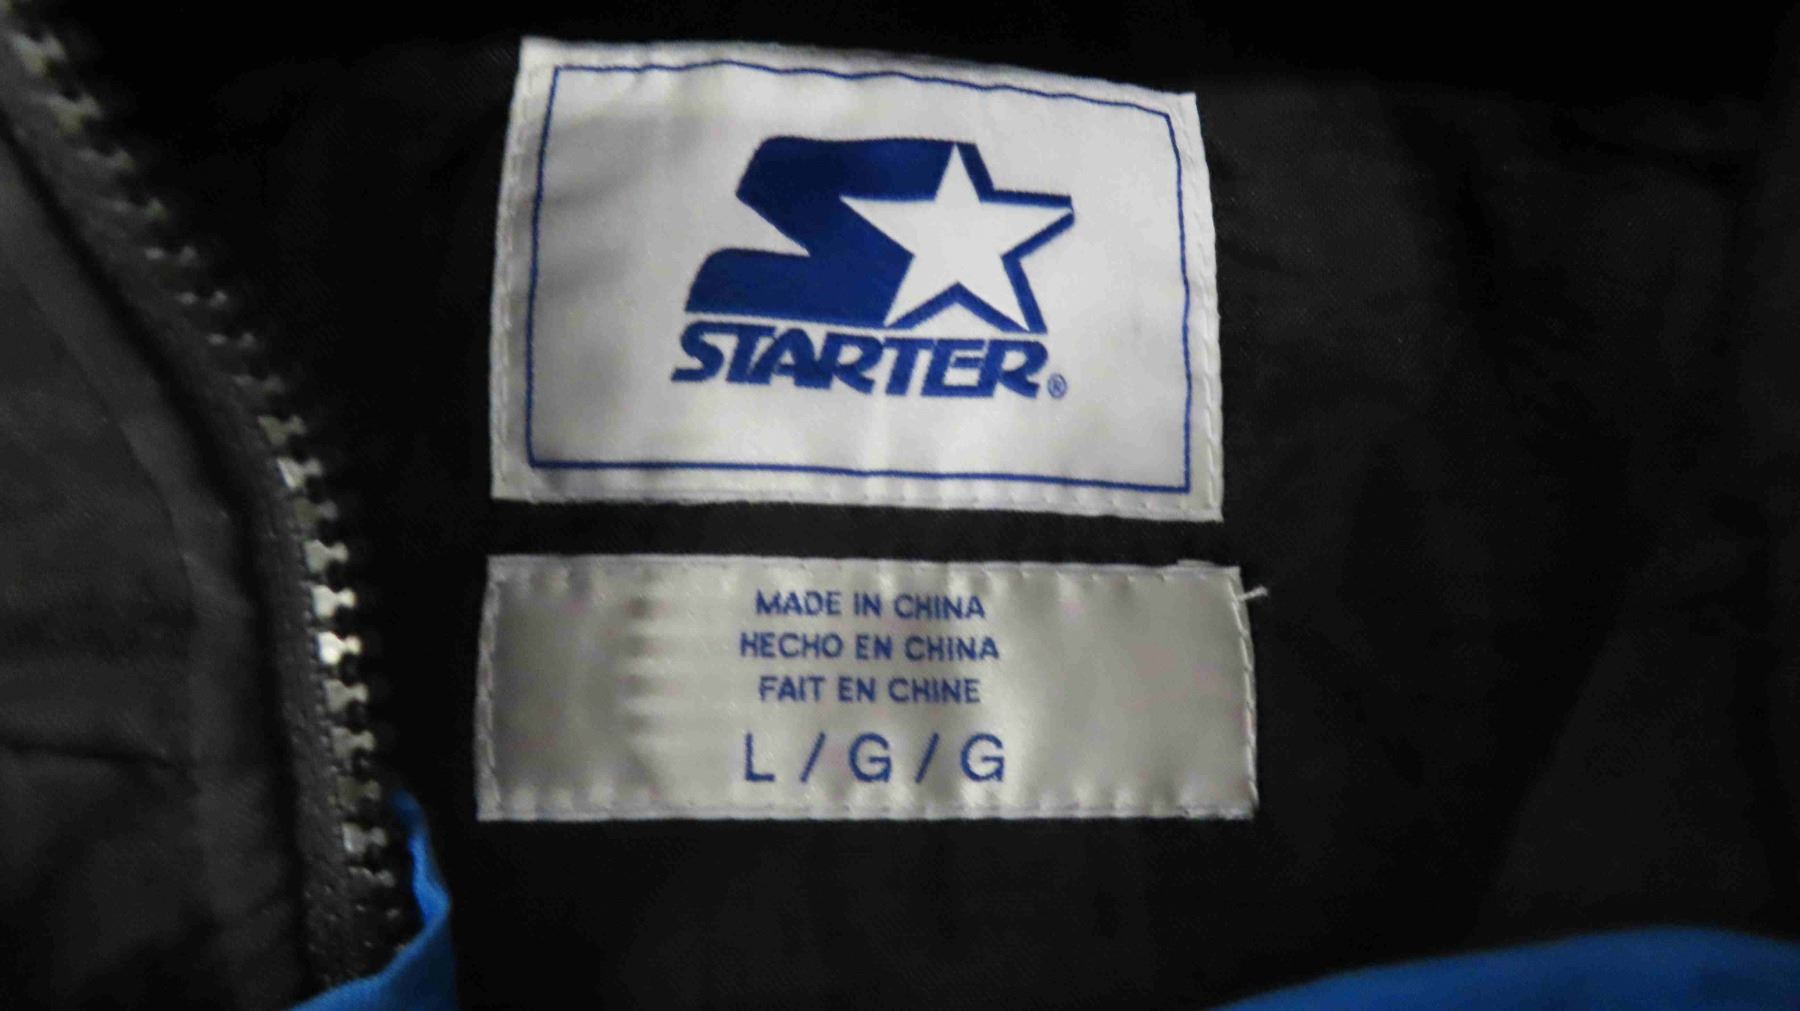 STARTER®
MADE IN CHINA
HECHO EN CHINA
FAIT EN CHINE
L / G / G